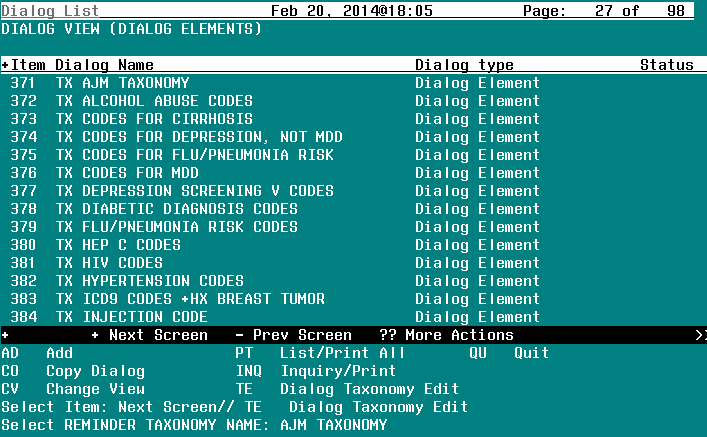 Dialog List Feb 20, 2014@18:05 Page: 27 of 98
DIALOG VIEW (DIALOG ELEMENTS)
+Item Dialog Name Dialog type Status
371 TX AJM TAXONOMY Dialog Element
372 TX ALCOHOL ABUSE CODES Dialog Element
373 TX CODES FOR CIRRHOSIS Dialog Element
374 TX CODES FOR DEPRESSION, NOT MDD Dialog Element
375 TX CODES FOR FLU/PNEUMONIA RISK Dialog Element
376 TX CODES FOR MDD Dialog Element
377 TX DEPRESSION SCREENING V CODES Dialog Element
378 TX DIABETIC DIAGNOSIS CODES Dialog Element
379 TX FLU/PNEUMONIA RISK CODES Dialog Element
380 TX HEP C CODES Dialog Element
381 TX HIV CODES Dialog Element
382 TX HYPERTENSION CODES Dialog Element
383 TX ICD9 CODES +HX BREAST TUMOR Dialog Element
384 TX INJECTION CODE Dialog Element
+ + Next Screen - Prev Screen ?? More Actions >>
AD Add PT List/Print All QU Quit
CO Copy Dialog INQ Inquiry/Print
CV Change View TE Dialog Taxonomy Edit
Select Item: Next Screen// TE Dialog Taxonomy Edit
Select REMINDER TAXONOMY NAME: AJM TAXONOMY